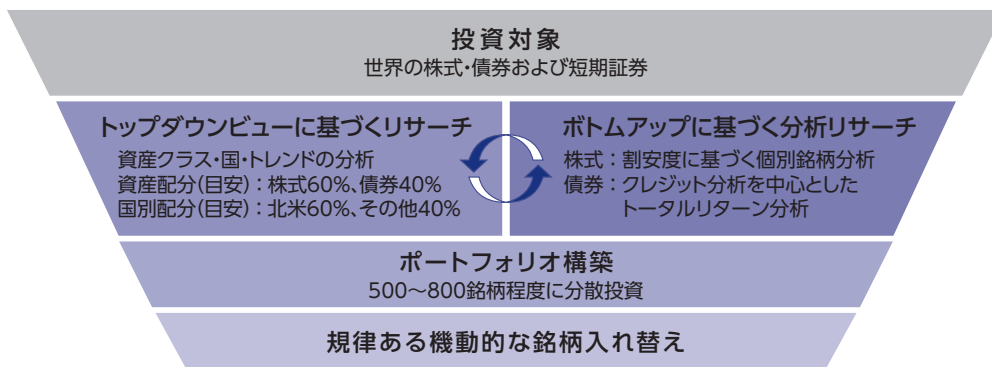 投資対象
世界の株式・債券および短期証券
トップダウンビューに基づくリサーチ
資産クラス・国・トレンドの分析
資産配分(目安)：株式60%、債券40%
国別配分(目安)：北米60%、その他40%
ボトムアップに基づく分析リサーチ
株式：割安度に基づく個別銘柄分析
債券：クレジット分析を中心とした
トータルリターン分析
ポートフォリオ構築
500～800銘柄程度に分散投資
規律ある機動的な銘柄入れ替え